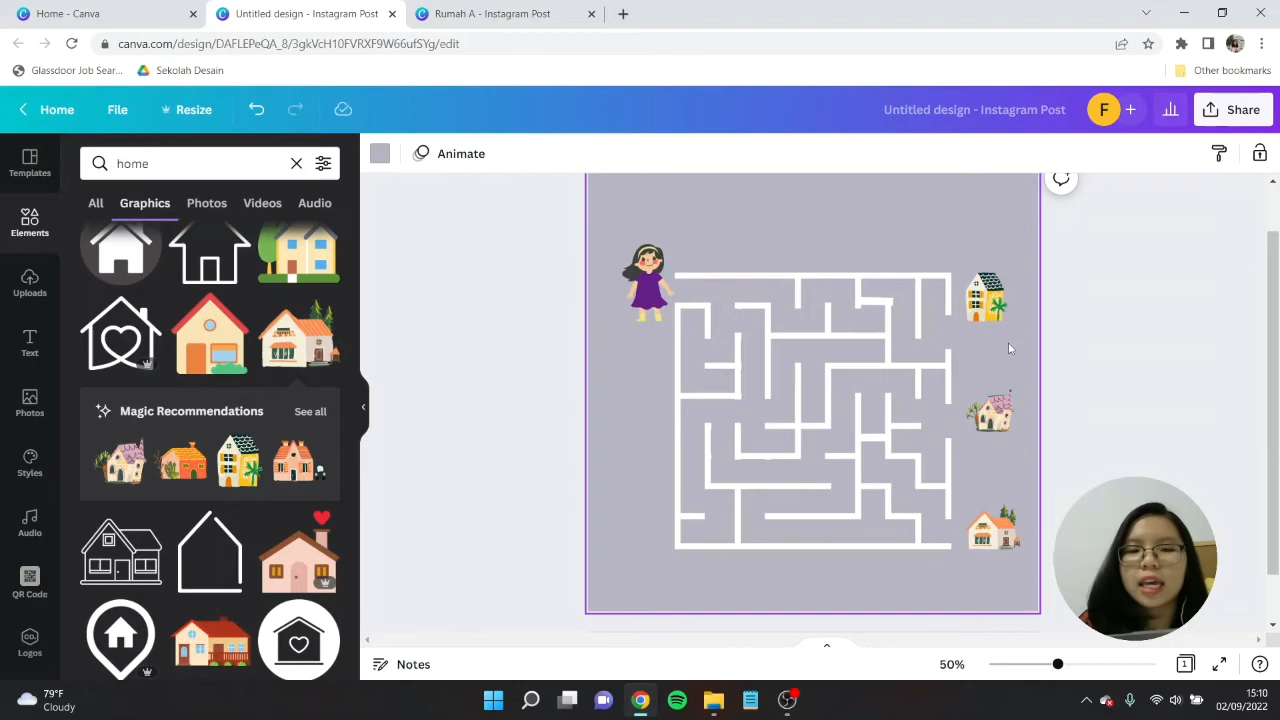 Home - Canva
Untitled design - Instagram Post
Rumah A - Instagram Post
canva.com/design/DAFLEPeQA_8/3gkVcH10FVRXF9W66ufSYg/edit
Glassdoor Job Sear...
Sekolah Desain
Other bookmarks
Home
File
Resize
Untitled design - Instagram Post
F
Share
Templates
Elements
Uploads
Text
Photos
Styles
Audio
QR Code
Logos
home
All
Graphics
Photos
Videos
Audio
Magic Recommendations
See all
Animate
Notes
50%
1
79°F
Cloudy
15:10
02/09/2022